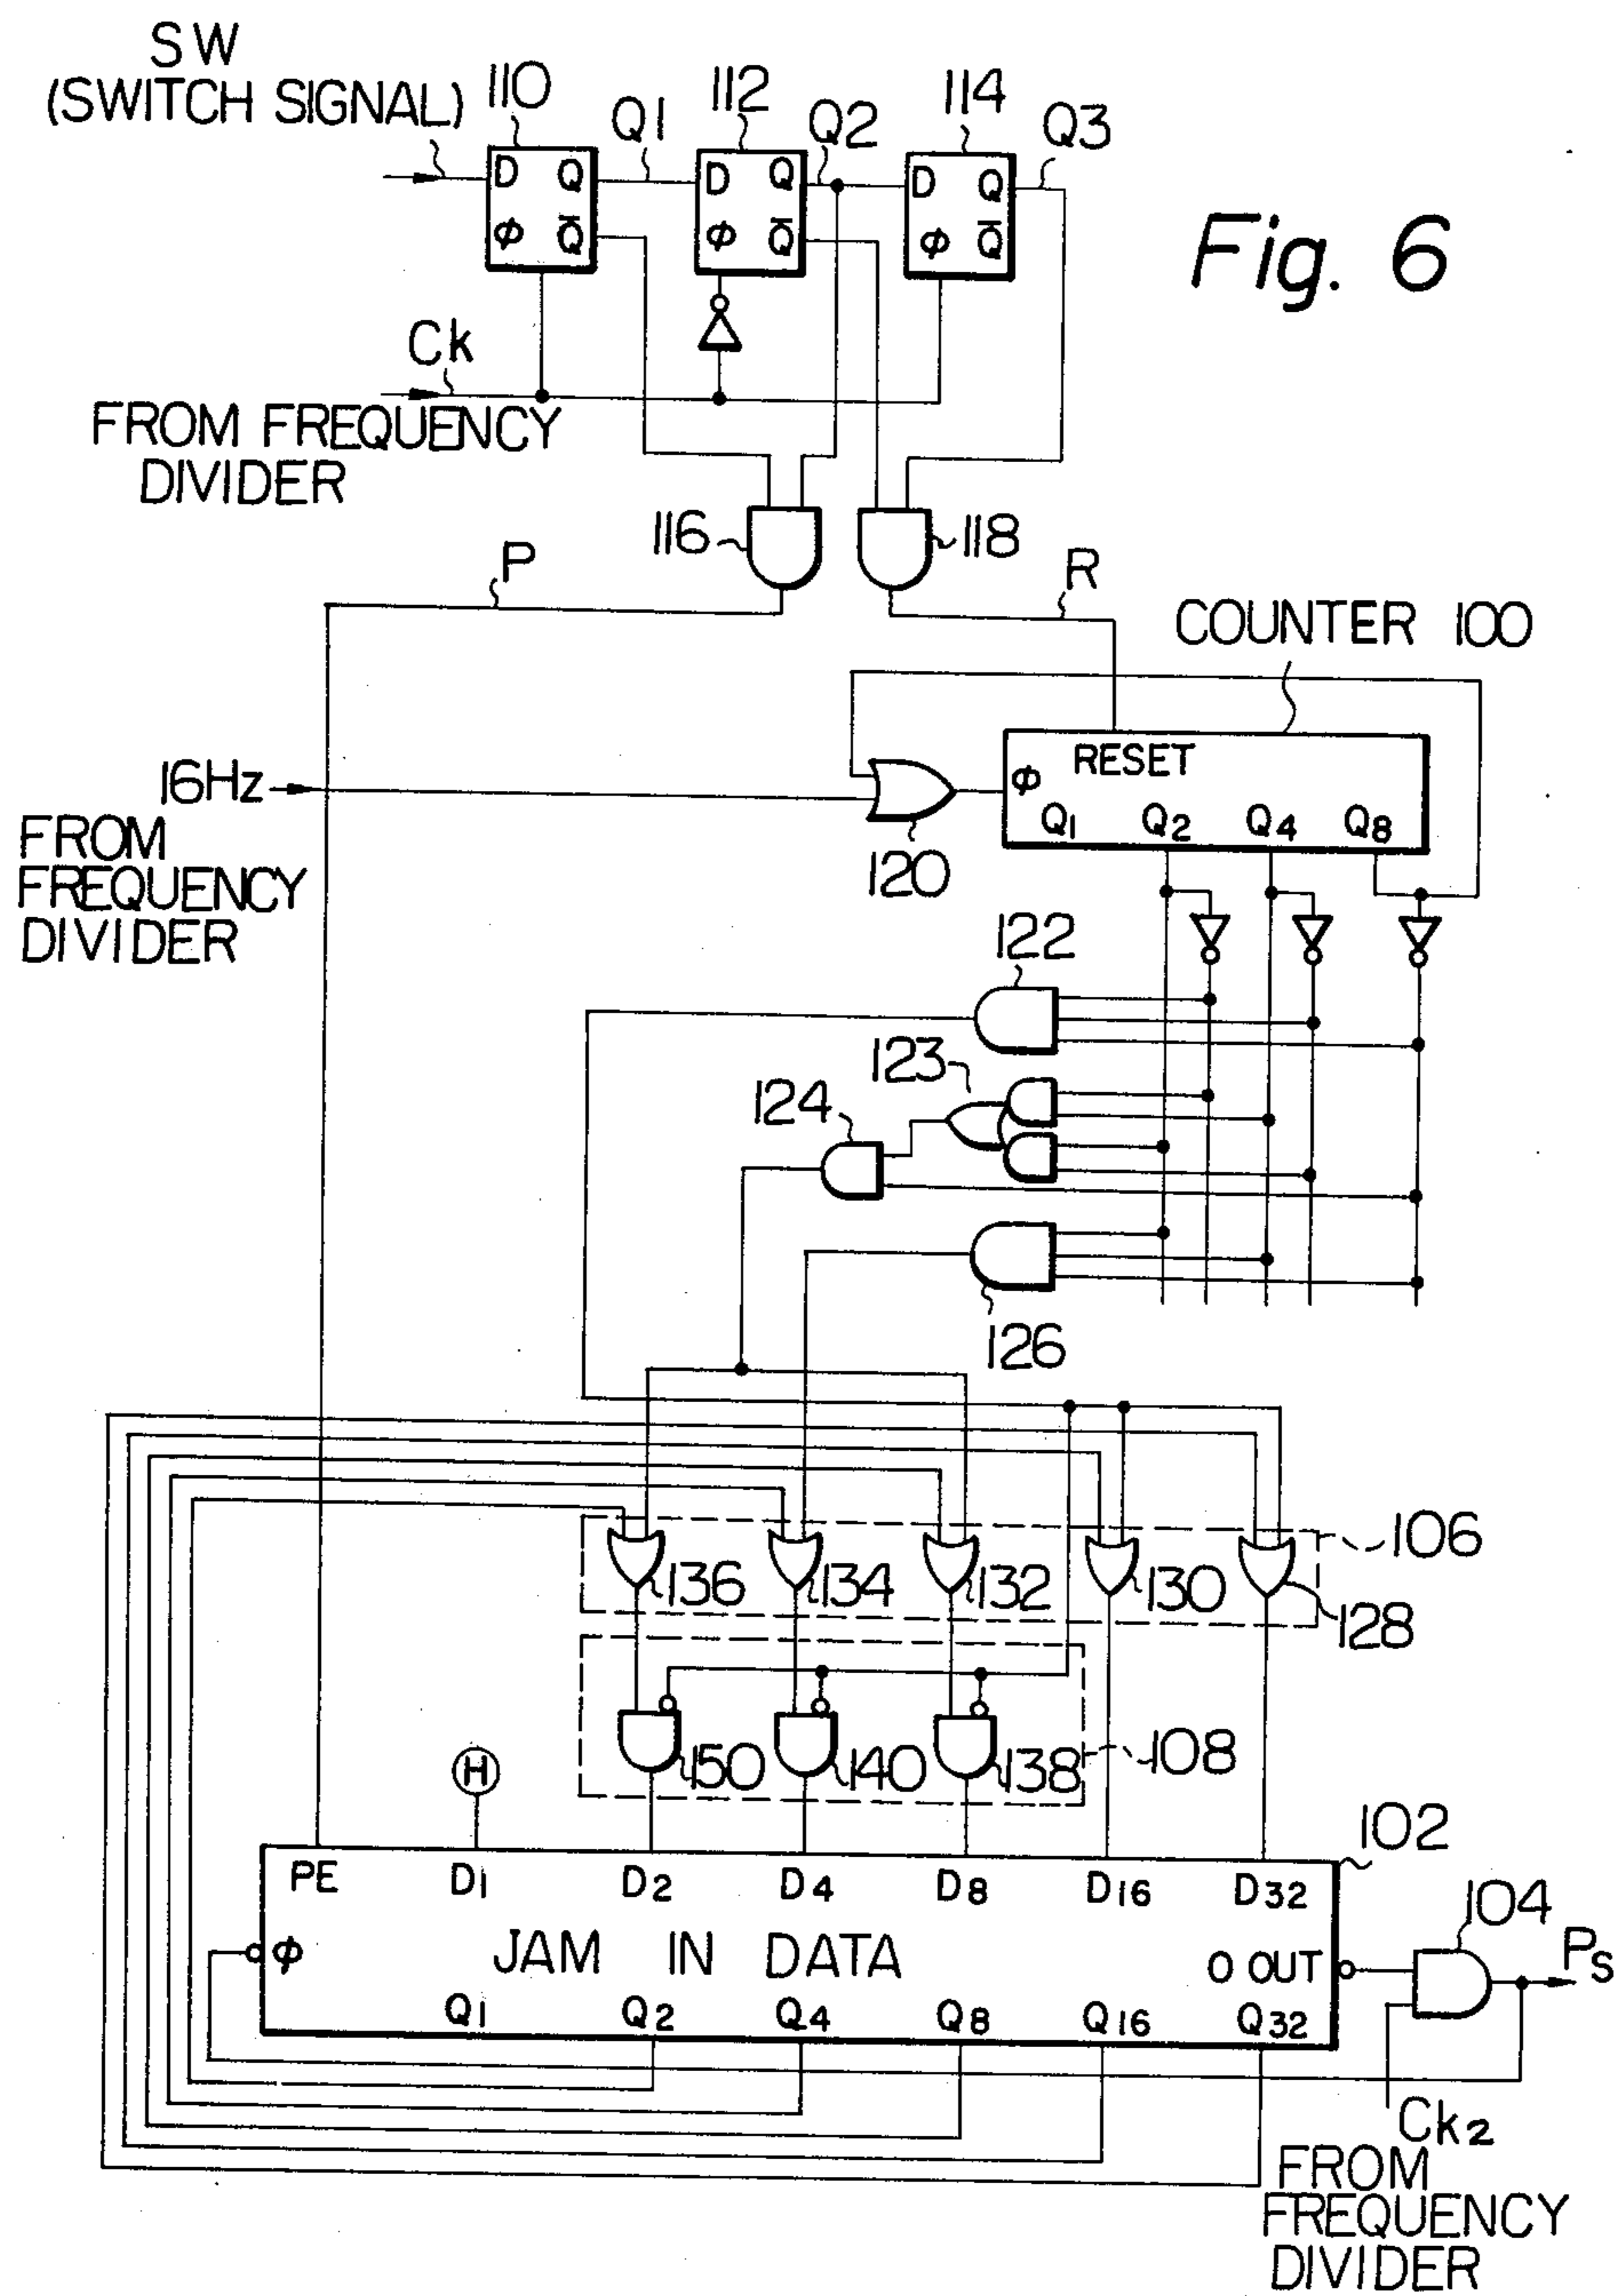 SW
(SWITCH SIGNAL)
110
Q1
112
Q2
114
Q3
D Q
Φ Q̅
D Q
Φ Q̅
D Q
Φ Q̅
Fig. 6
Ck
FROM FREQUENCY
DIVIDER
116
118
P
R
COUNTER 100
16Hz
FROM
FREQUENCY
DIVIDER
120
Φ RESET
Q1 Q2 Q4 Q8
122
123
124
126
106
136
134
132
130
128
150
140
138
108
H
102
PE D1 D2 D4 D8 D16 D32
Φ JAM IN DATA 0 OUT
Q1 Q2 Q4 Q8 Q16 Q32
104
PS
Ck2
FROM
FREQUENCY
DIVIDER